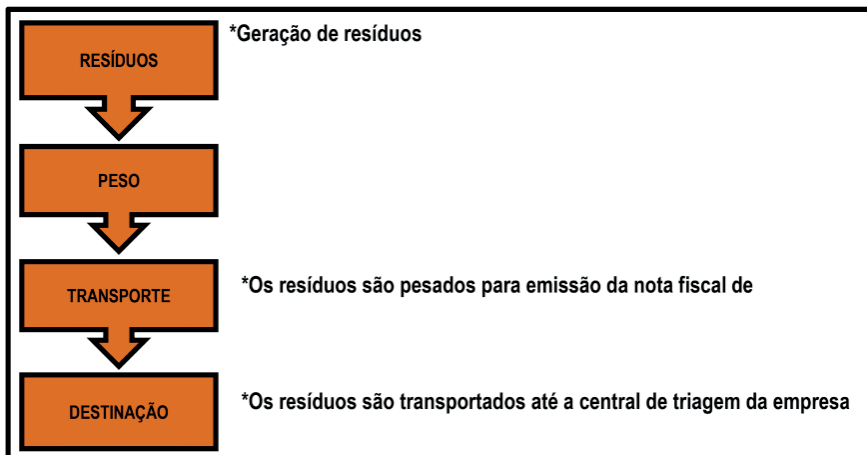 *Geração de resíduos
RESÍDUOS
PESO
TRANSPORTE
*Os resíduos são pesados para emissão da nota fiscal de
DESTINAÇÃO
*Os resíduos são transportados até a central de triagem da empresa